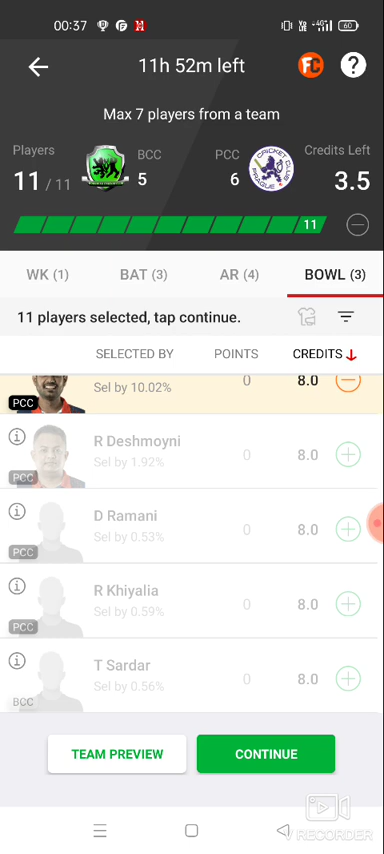 00:37
60
11h 52m left
FC
?
Max 7 players from a team
Players
BCC
PCC
Credits Left
11 / 11
5
6
3.5
11
WK (1)
BAT (3)
AR (4)
BOWL (3)
11 players selected, tap continue.
SELECTED BY
POINTS
CREDITS
Sel by 10.02%
0
8.0
PCC
R Deshmoyni
Sel by 1.92%
0
8.0
PCC
D Ramani
Sel by 0.53%
0
8.0
PCC
R Khiyalia
Sel by 0.59%
0
8.0
PCC
T Sardar
Sel by 0.56%
0
8.0
BCC
TEAM PREVIEW
CONTINUE
RECORDER